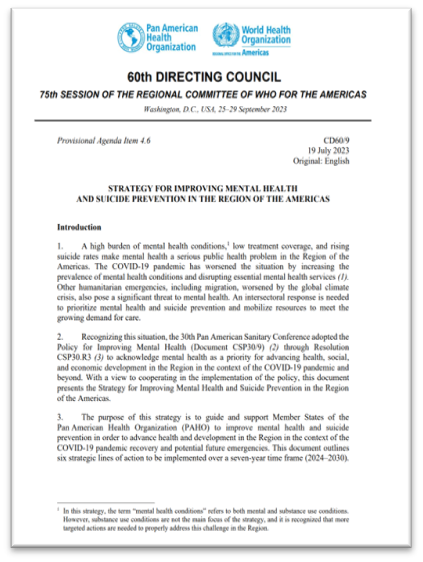 Pan American
Health
Organization
World Health
Organization
Americas
60th DIRECTING COUNCIL
75th SESSION OF THE REGIONAL COMMITTEE OF WHO FOR THE AMERICAS
Washington, D.C., USA, 25–29 September 2023
Provisional Agenda Item 4.6
CD60/9
19 July 2023
Original: English
STRATEGY FOR IMPROVING MENTAL HEALTH
AND SUICIDE PREVENTION IN THE REGION OF THE AMERICAS
Introduction
1. A high burden of mental health conditions,¹ low treatment coverage, and rising
suicide rates make mental health a serious public health problem in the Region of the
Americas. The COVID-19 pandemic has worsened the situation by increasing the
prevalence of mental health conditions and disrupting essential mental health services (1).
Other humanitarian emergencies, including migration, worsened by the global climate
crisis, also pose a significant threat to mental health. An intersectoral response is needed
to prioritize mental health and suicide prevention and mobilize resources to meet the
growing demand for care.
2. Recognizing this situation, the 30th Pan American Sanitary Conference adopted the
Policy for Improving Mental Health (Document CSP30/9) (2) through Resolution
CSP30.R3 (3) to acknowledge mental health as a priority for advancing health, social,
and economic development in the Region in the context of the COVID-19 pandemic and
beyond. With a view to cooperating in the implementation of the policy, this document
presents the Strategy for Improving Mental Health and Suicide Prevention in the Region
of the Americas.
3. The purpose of this strategy is to guide and support Member States of the
Pan American Health Organization (PAHO) to improve mental health and suicide
prevention in order to advance health and development in the Region in the context of the
COVID-19 pandemic recovery and potential future emergencies. This document outlines
six strategic lines of action to be implemented over a seven-year time frame (2024–2030).
¹ In this strategy, the term “mental health conditions” refers to both mental and substance use conditions.
However, substance use conditions are not the main focus of the strategy, and it is recognized that more
targeted actions are needed to properly address this challenge in the Region.